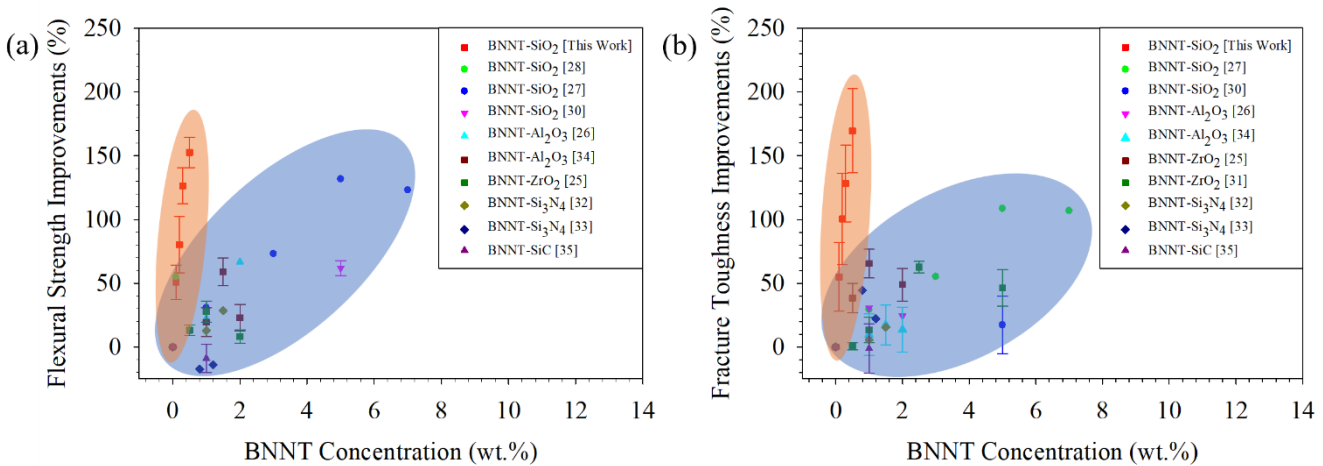 (a)
Flexural Strength Improvements (%)
250
200
150
100
50
0
0 2 4 6 8 10 12 14
BNNT Concentration (wt.%)
BNNT-SiO₂ [This Work]
BNNT-SiO₂ [28]
BNNT-SiO₂ [27]
BNNT-SiO₂ [30]
BNNT-Al₂O₃ [26]
BNNT-Al₂O₃ [34]
BNNT-ZrO₂ [25]
BNNT-Si₃N₄ [32]
BNNT-Si₃N₄ [33]
BNNT-SiC [35]
(b)
Fracture Toughness Improvements (%)
250
200
150
100
50
0
0 2 4 6 8 10 12 14
BNNT Concentration (wt.%)
BNNT-SiO₂ [This Work]
BNNT-SiO₂ [27]
BNNT-SiO₂ [30]
BNNT-Al₂O₃ [26]
BNNT-Al₂O₃ [34]
BNNT-ZrO₂ [25]
BNNT-ZrO₂ [31]
BNNT-Si₃N₄ [32]
BNNT-Si₃N₄ [33]
BNNT-SiC [35]